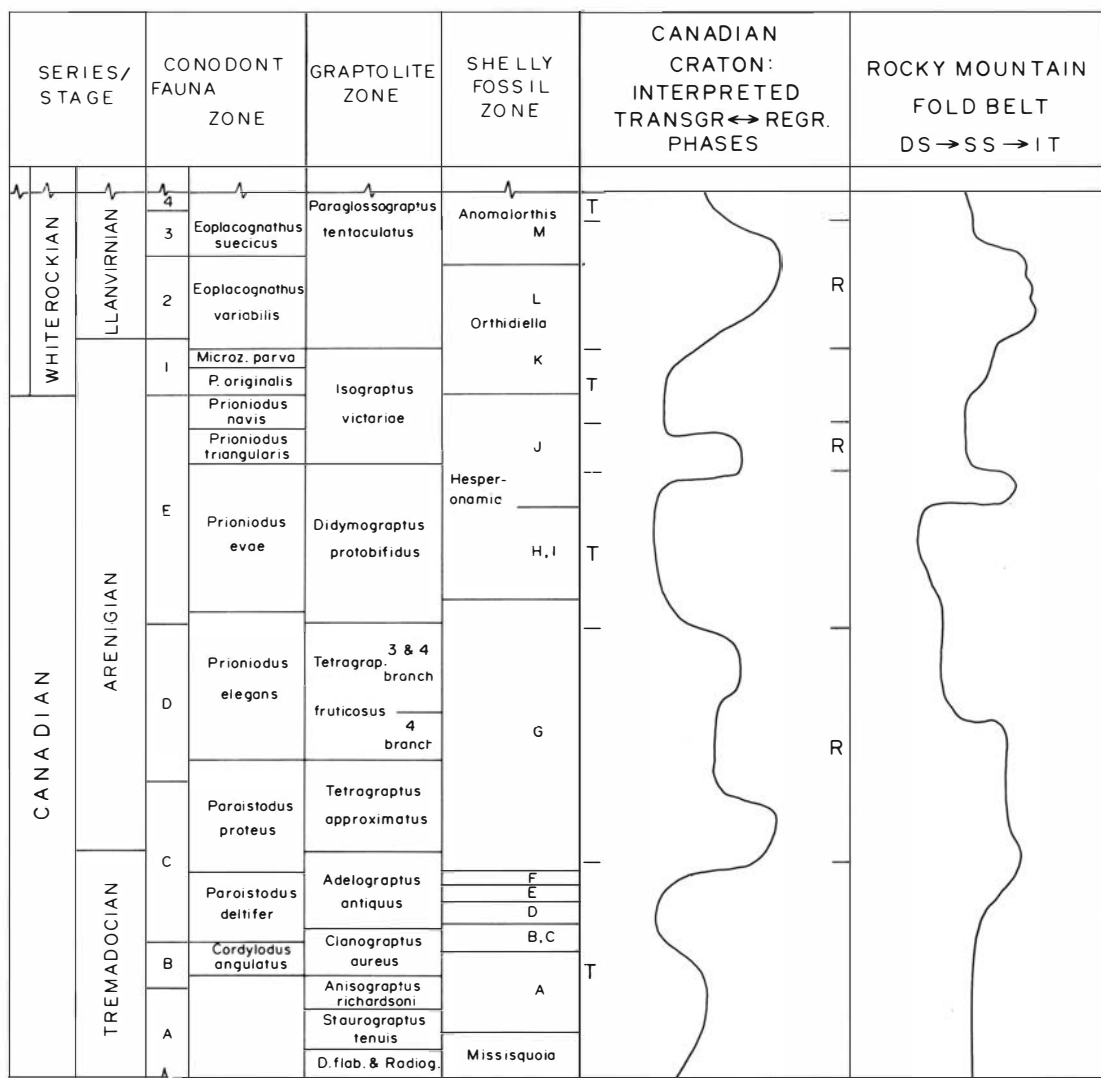 SERIES/
STAGE
CONODONT
FAUNA
ZONE
GRAPTOLITE
ZONE
SHELLY
FOSSIL
ZONE
CANADIAN
CRATON:
INTERPRETED
TRANSGR↔REGR.
PHASES
ROCKY MOUNTAIN
FOLD BELT
DS→SS→IT
WHITEROCKIAN
CANADIAN
LLANVIRNIAN
ARENIGIAN
TREMADOCIAN
4
3
2
1
E
D
C
B
A
Eoplacognathus
suecicus
Eoplacognathus
variabilis
Microz. parva
P. originalis
Prioniodus
navis
Prioniodus
triangularis
Prioniodus
evae
Prioniodus
elegans
Paraistodus
proteus
Paroistodus
deltifer
Cordylodus
angulatus
Paraglossograptus
tentaculatus
Isograptus
victariae
Didymograptus
protobifidus
3 & 4
Tetragrap. branch
fruticosus
4
branch
Tetragraptus
approximatus
Adelograptus
antiquus
Clanograptus
aureus
Anisograptus
richardsoni
Staurograptus
tenuis
D. flab. & Radiog.
Anomalorthis
M
L
Orthidiella
K
J
Hesper-
onamic
H, I
G
F
E
D
B, C
A
Missisquoia
T
R
T
R
T
R
T